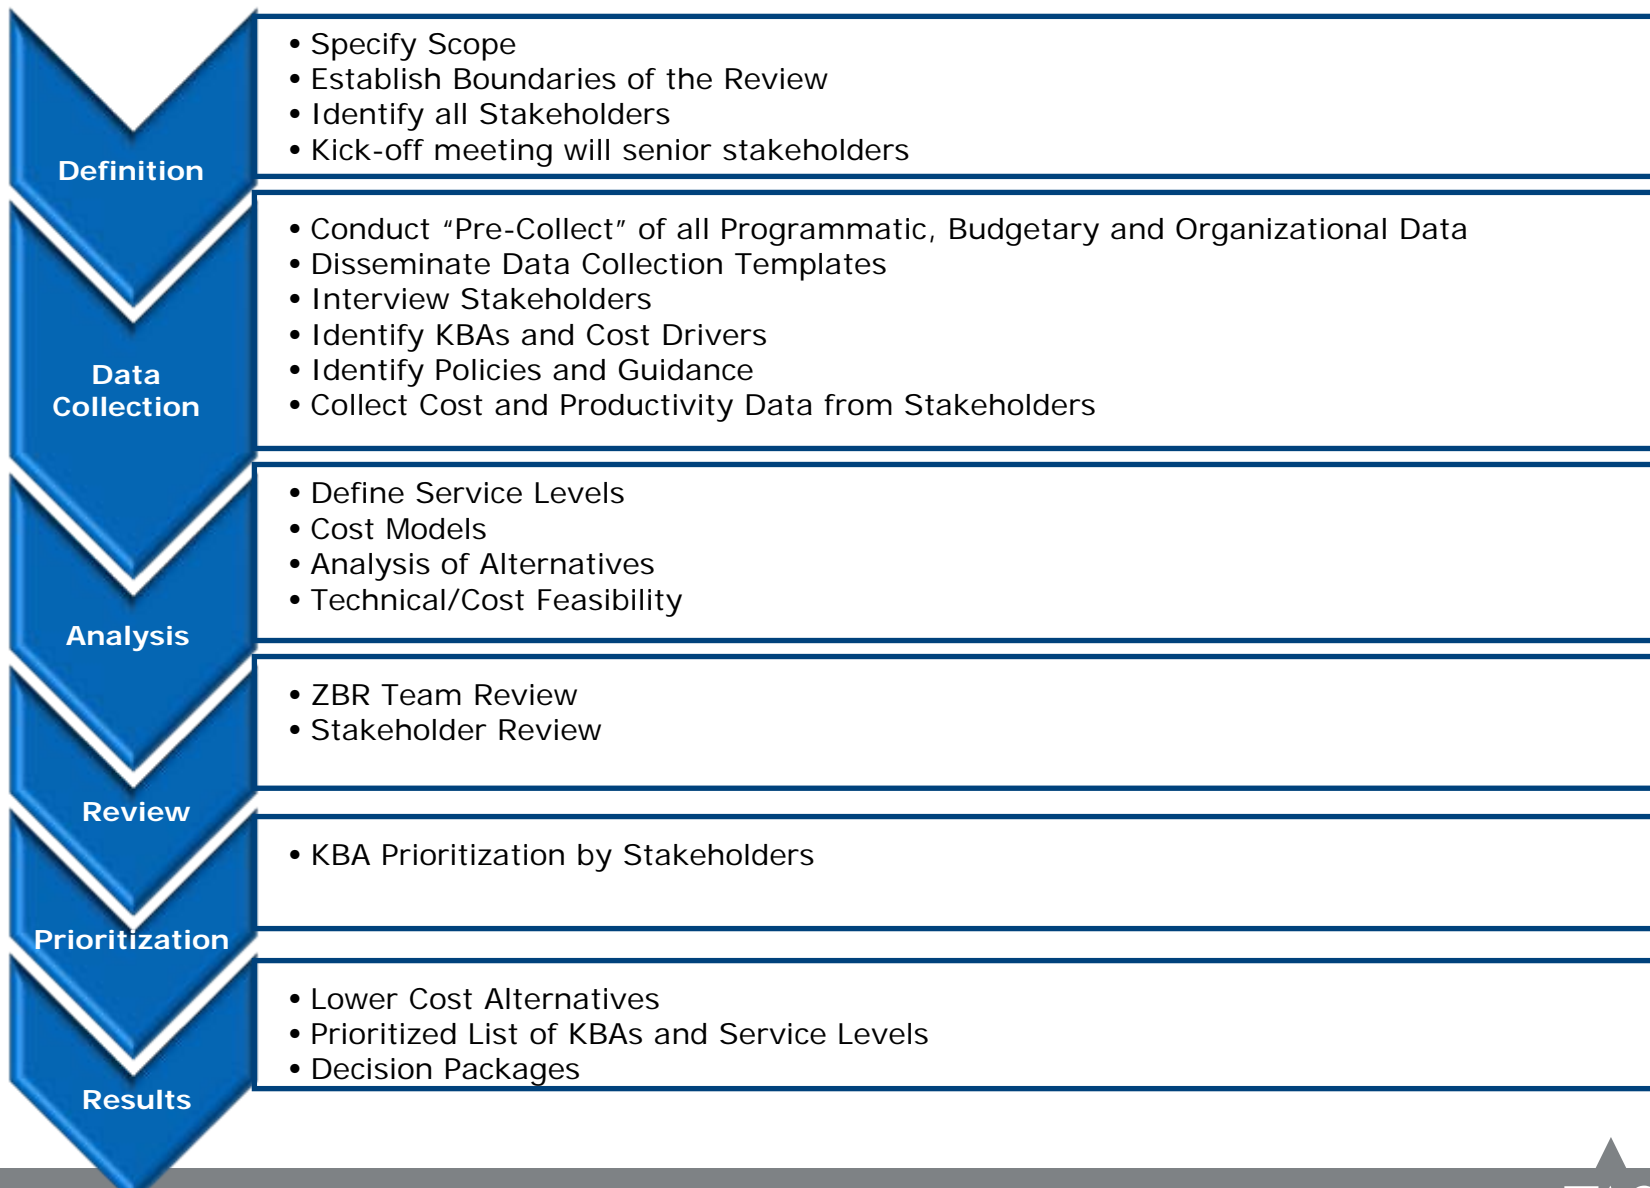 Definition
• Specify Scope
• Establish Boundaries of the Review
• Identify all Stakeholders
• Kick-off meeting will senior stakeholders
Data
Collection
• Conduct “Pre-Collect” of all Programmatic, Budgetary and Organizational Data
• Disseminate Data Collection Templates
• Interview Stakeholders
• Identify KBAs and Cost Drivers
• Identify Policies and Guidance
• Collect Cost and Productivity Data from Stakeholders
Analysis
• Define Service Levels
• Cost Models
• Analysis of Alternatives
• Technical/Cost Feasibility
Review
• ZBR Team Review
• Stakeholder Review
Prioritization
• KBA Prioritization by Stakeholders
Results
• Lower Cost Alternatives
• Prioritized List of KBAs and Service Levels
• Decision Packages